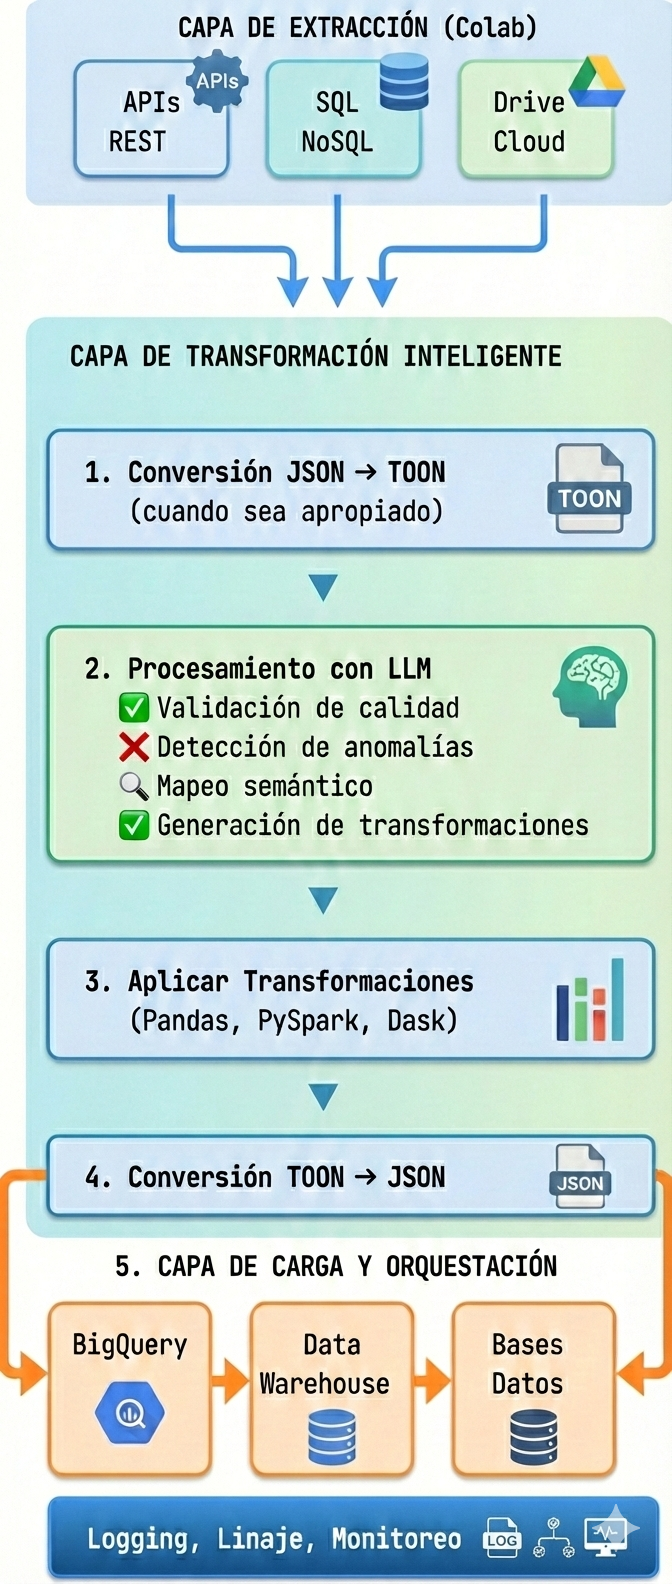 CAPA DE EXTRACCIÓN (Colab)
APIs
APIs
REST
SQL
NoSQL
Drive
Cloud
CAPA DE TRANSFORMACIÓN INTELIGENTE
1. Conversión JSON → TOON
(cuando sea apropiado)
TOON
2. Procesamiento con LLM
✅ Validación de calidad
❌ Detección de anomalías
🔍 Mapeo semántico
✅ Generación de transformaciones
3. Aplicar Transformaciones
(Pandas, PySpark, Dask)
4. Conversión TOON → JSON
JSON
5. CAPA DE CARGA Y ORQUESTACIÓN
BigQuery
Data
Warehouse
Bases
Datos
Logging, Linaje, Monitoreo
LOG